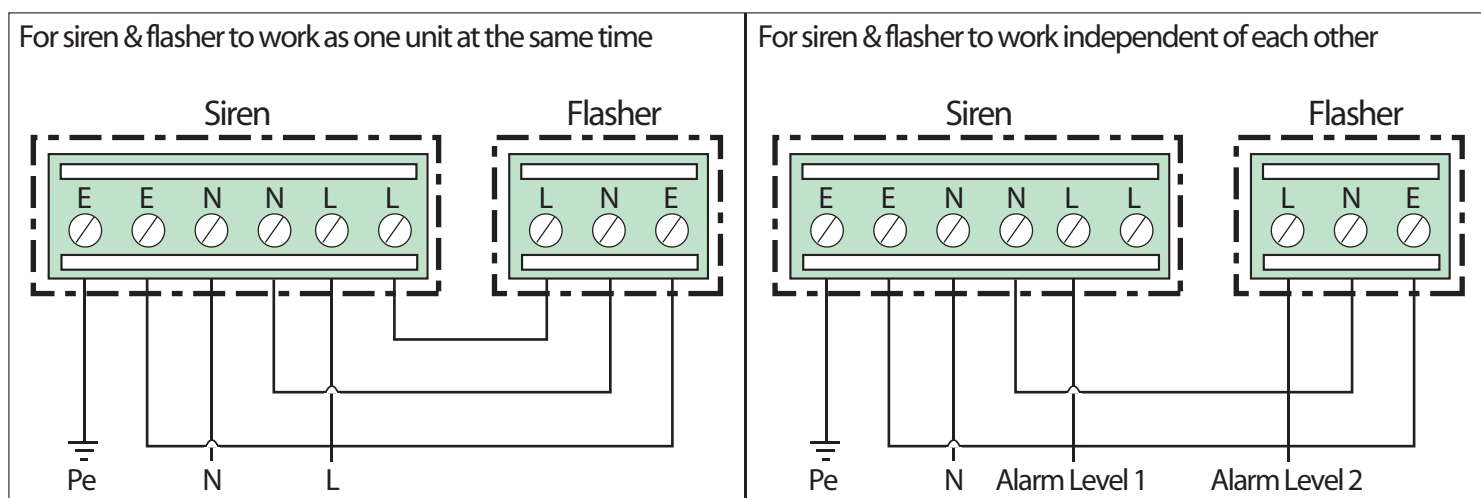 For siren & flasher to work as one unit at the same time
Siren Flasher
E E N N L L L N E
Pe N L
For siren & flasher to work independent of each other
Siren Flasher
E E N N L L L N E
Pe N Alarm Level 1 Alarm Level 2